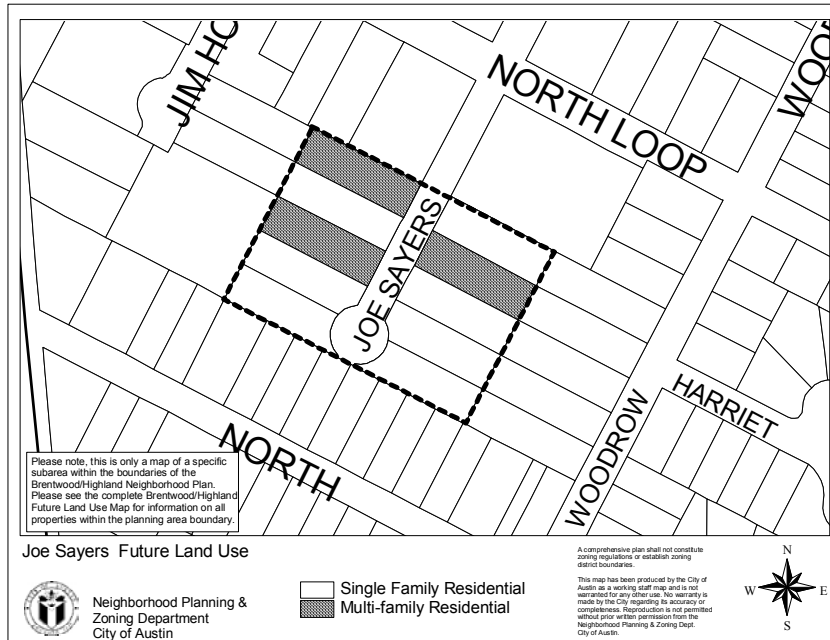 JIM HO
NORTH LOOP
WOOD
JOE SAYERS
HARRIET
WOODROW
NORTH
Please note, this is only a map of a specific
subarea within the boundaries of the
Brentwood/Highland Neighborhood Plan.
Please see the complete Brentwood/Highland
Future Land Use Map for information on all
properties within the planning area boundary.
Joe Sayers Future Land Use
Neighborhood Planning &
Zoning Department
City of Austin
Single Family Residential
Multi-family Residential
A comprehensive plan shall not constitute
zoning regulations or establish zoning
district boundaries.
This map has been produced by the City of
Austin as a working staff map and is not
warranted for any other use. No warranty is
made by the City regarding its accuracy or
completeness. Reproduction is not permitted
without prior written permission from the
Neighborhood Planning & Zoning Dept.
City of Austin.
N
W E
S